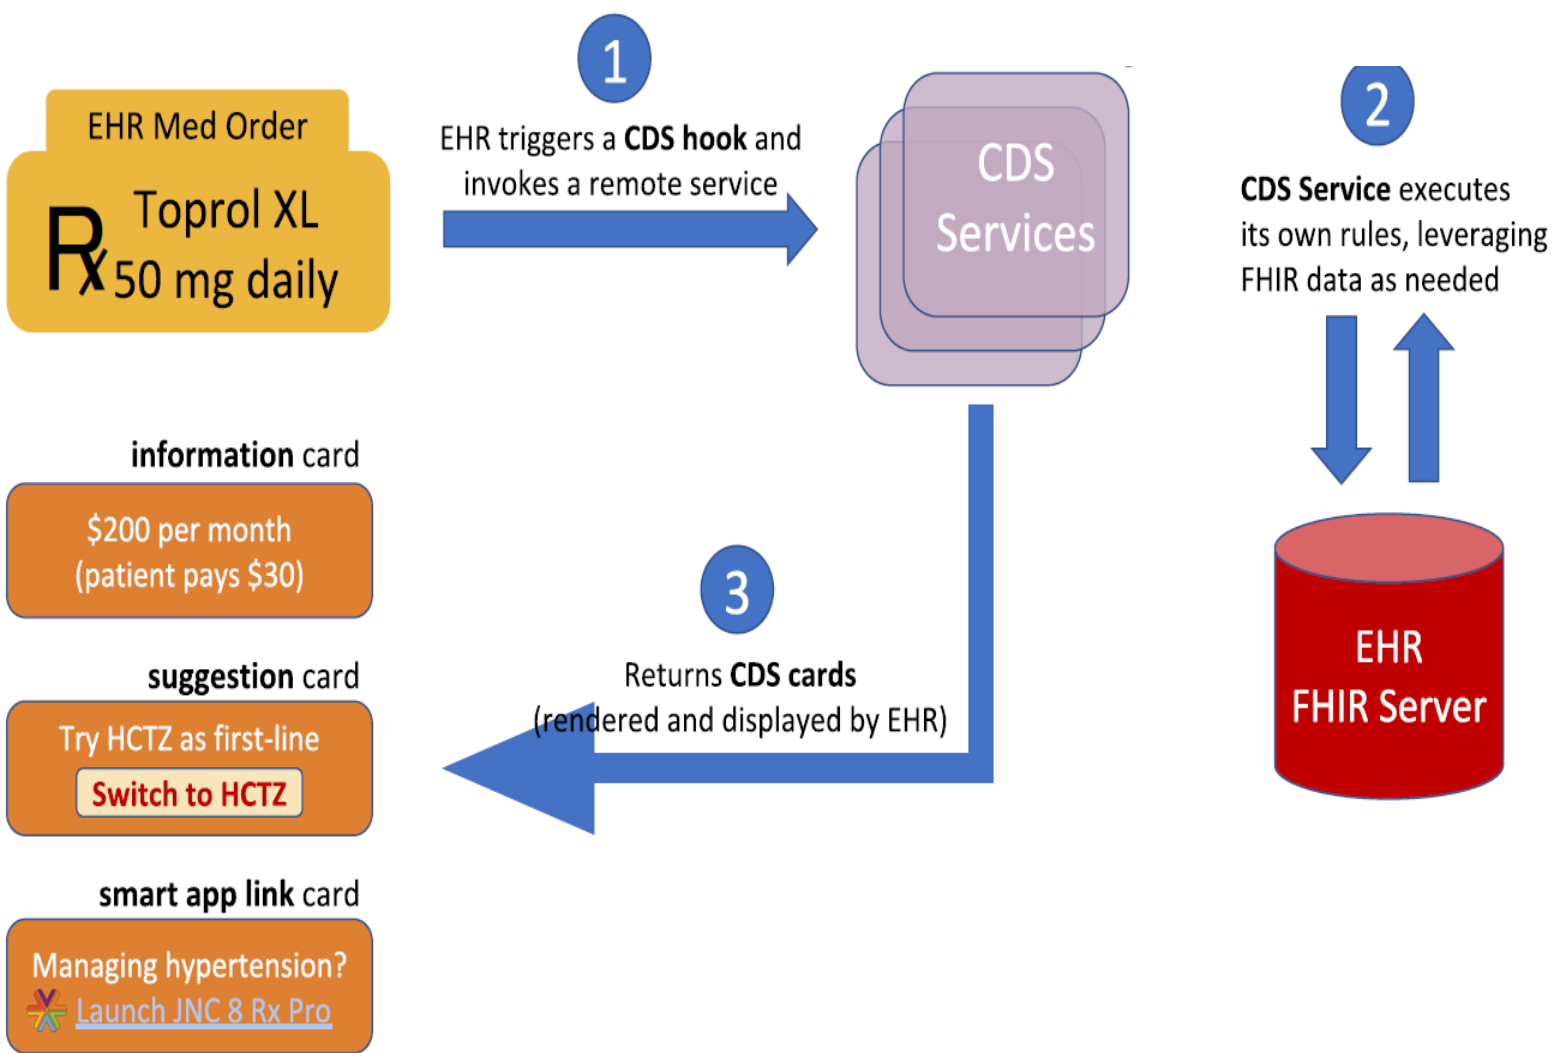 1
EHR Med Order
Rx
Toprol XL
50 mg daily
EHR triggers a CDS hook and
invokes a remote service
CDS
Services
2
CDS Service executes
its own rules, leveraging
FHIR data as needed
EHR
FHIR Server
3
Returns CDS cards
(rendered and displayed by EHR)
information card
$200 per month
(patient pays $30)
suggestion card
Try HCTZ as first-line
Switch to HCTZ
smart app link card
Managing hypertension?
Launch JNC 8 Rx Pro